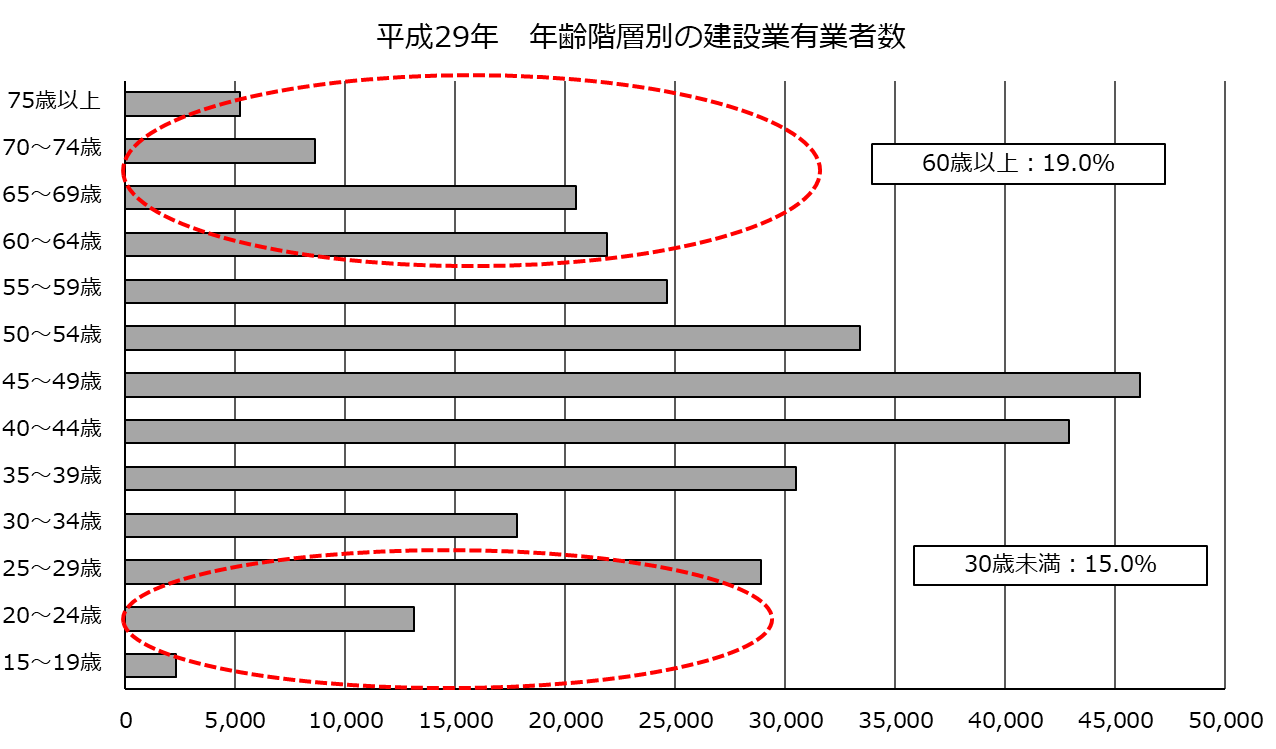 平成29年　年齢階層別の建設業有業者数
75歳以上
70～74歳
65～69歳
60～64歳
55～59歳
50～54歳
45～49歳
40～44歳
35～39歳
30～34歳
25～29歳
20～24歳
15～19歳
60歳以上：19.0%
30歳未満：15.0%
0 5,000 10,000 15,000 20,000 25,000 30,000 35,000 40,000 45,000 50,000